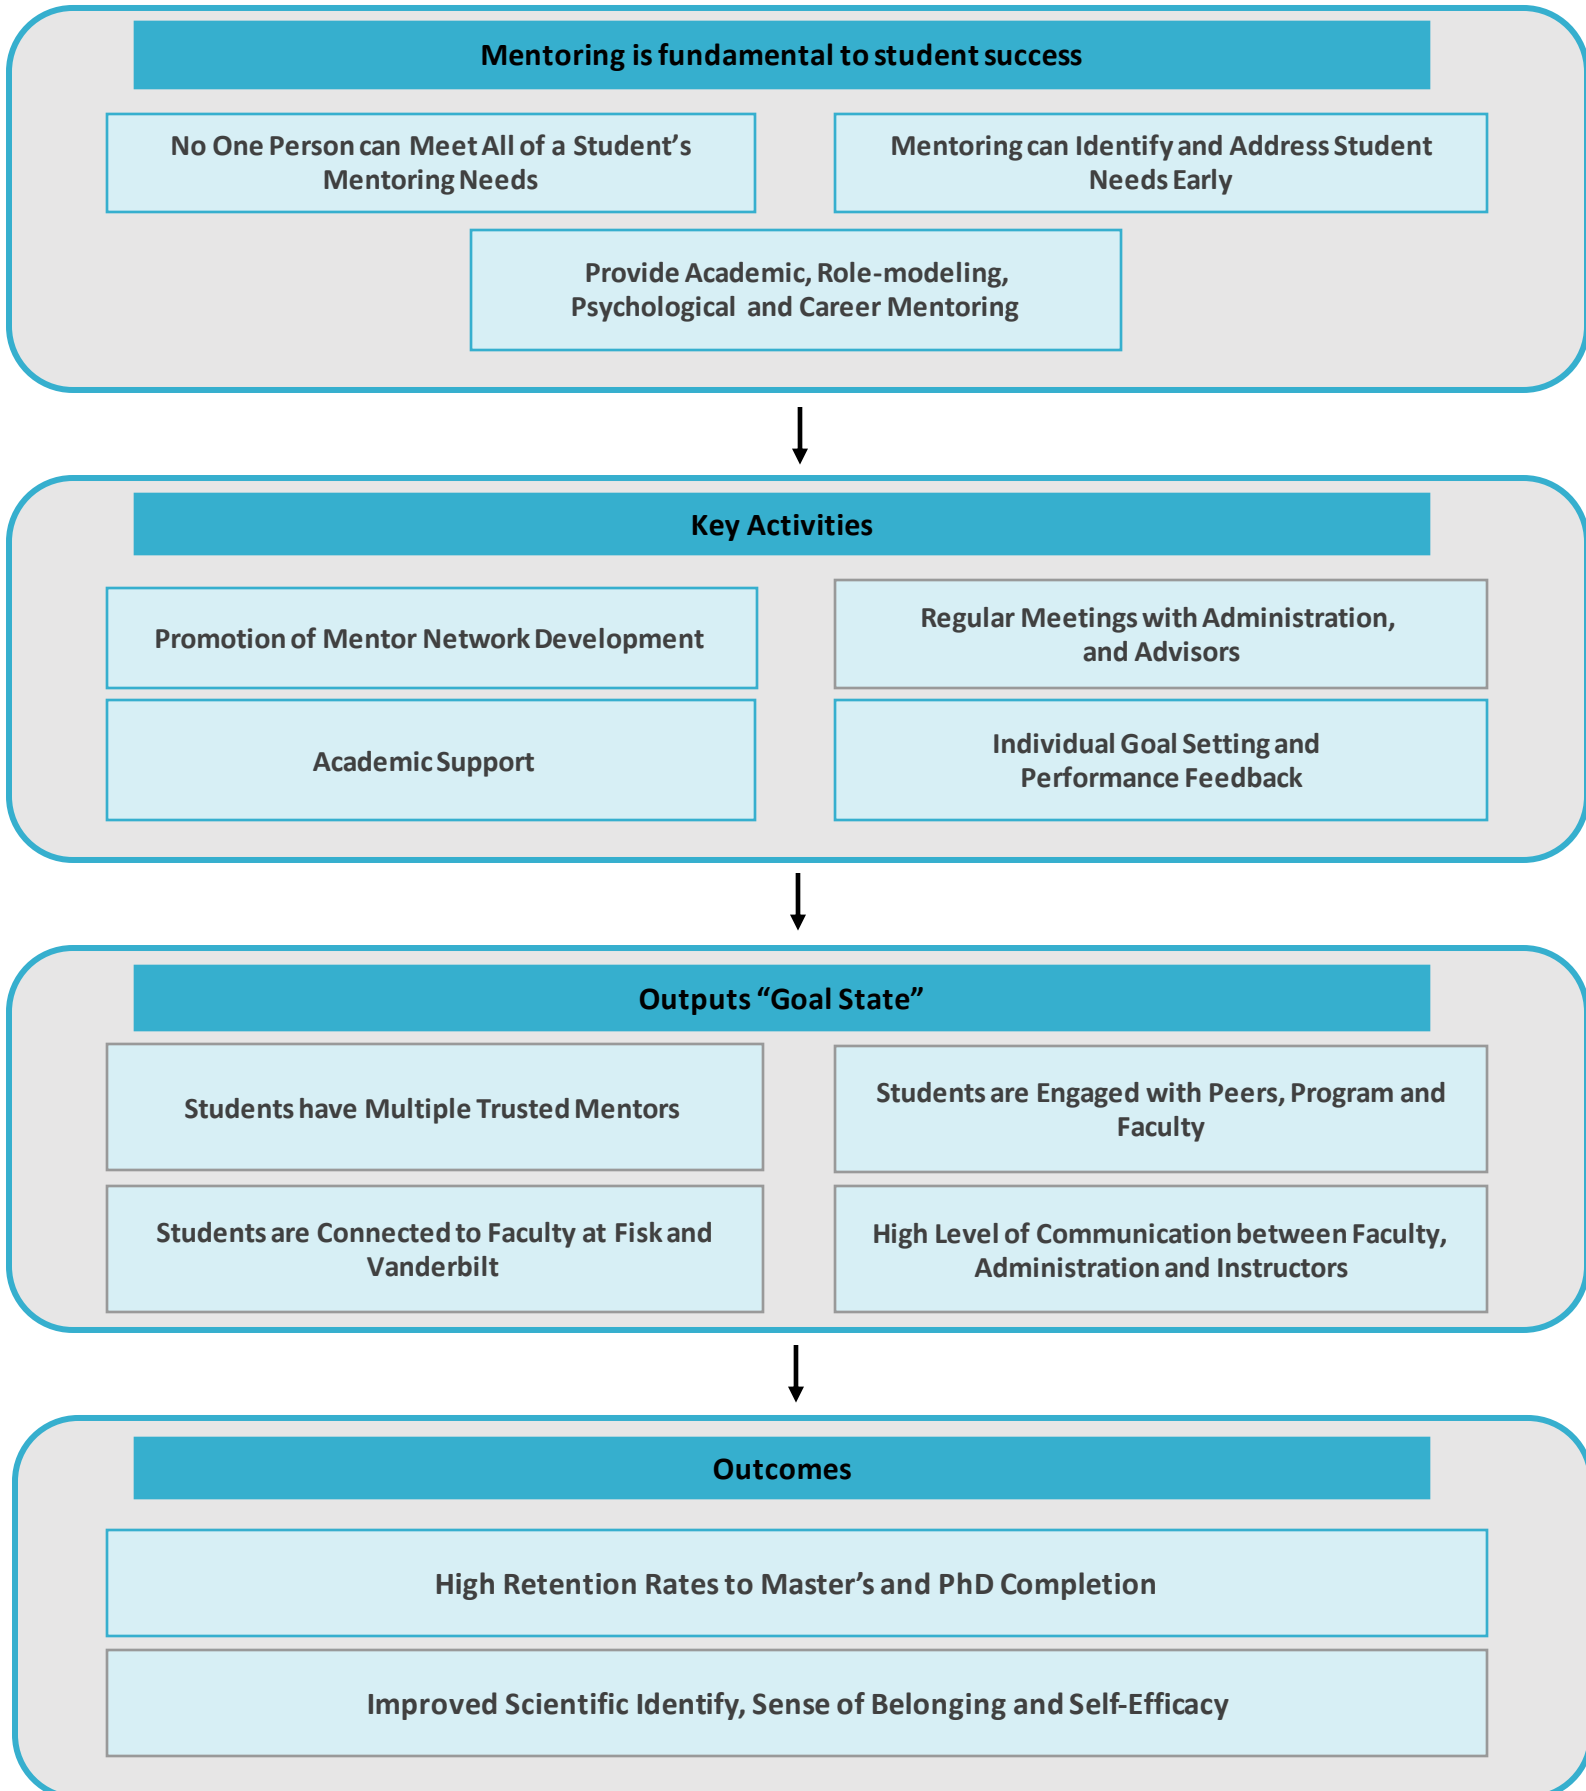 Mentoring is fundamental to student success
No One Person can Meet All of a Student’s
Mentoring Needs
Mentoring can Identify and Address Student
Needs Early
Provide Academic, Role-modeling,
Psychological and Career Mentoring
Key Activities
Promotion of Mentor Network Development
Regular Meetings with Administration,
and Advisors
Academic Support
Individual Goal Setting and
Performance Feedback
Outputs “Goal State”
Students have Multiple Trusted Mentors
Students are Engaged with Peers, Program and
Faculty
Students are Connected to Faculty at Fisk and
Vanderbilt
High Level of Communication between Faculty,
Administration and Instructors
Outcomes
High Retention Rates to Master’s and PhD Completion
Improved Scientific Identify, Sense of Belonging and Self-Efficacy